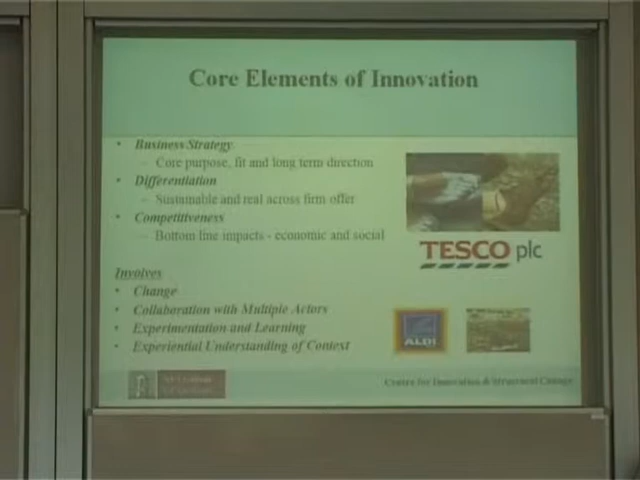 Core Elements of Innovation
• Business Strategy
– Core purpose, fit and long term direction
• Differentiation
– Sustainable and real across firm offer
• Competitiveness
– Bottom line impacts - economic and social
TESCO plc
Involves
• Change
• Collaboration with Multiple Actors
• Experimentation and Learning
• Experiential Understanding of Context
ALDI
Centre for Innovation & Structural Change